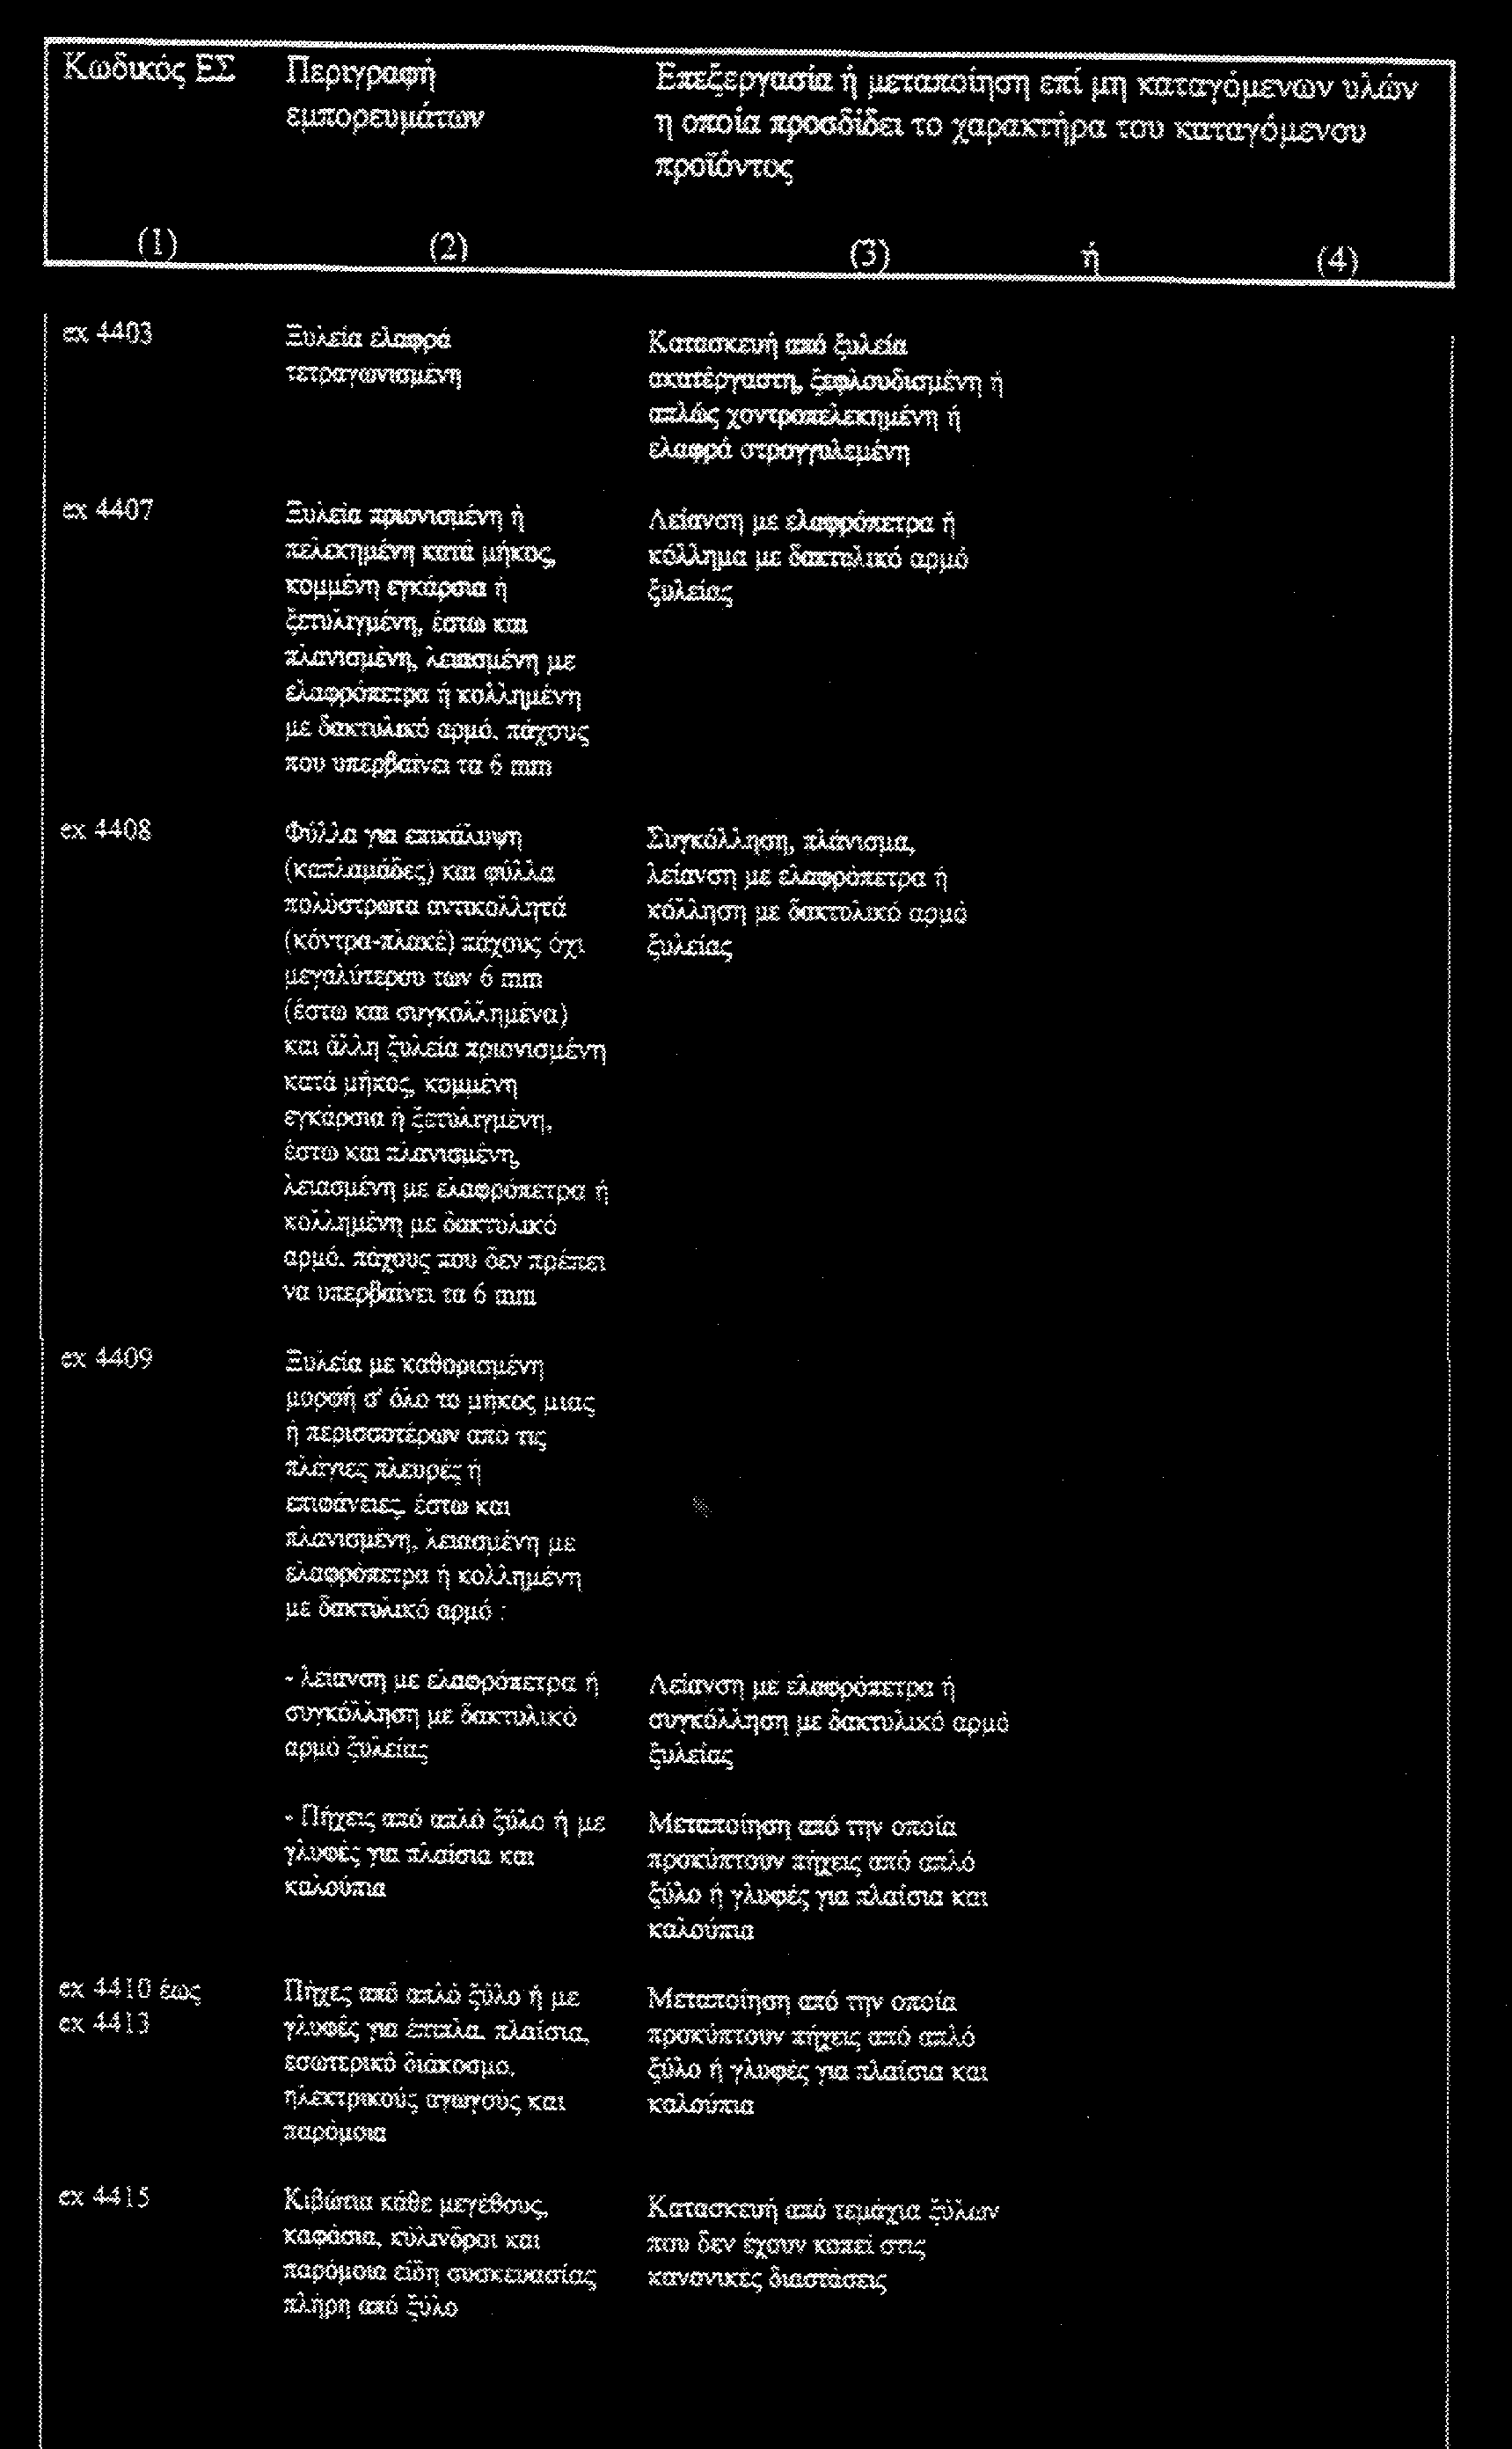 Κωδικός ΕΣ
Περιγραφή
εμπορευμάτων
Επεξεργασία ή μεταποίηση επί μη καταγόμενων υλών
η οποία προσδίδει το χαρακτήρα του καταγόμενου
προϊόντος
(1)
(2)
(3)
ή
(4)
ex 4403
Ξυλεία ελαφρά
τετραγωνισμένη
Κατασκευή από ξυλεία
ακατέργαστη, ξεφλουδισμένη ή
απλώς χοντροπελεκημένη ή
ελαφρά στρογγυλεμένη
ex 4407
Ξυλεία πριονισμένη ή
πελεκημένη κατά μήκος,
κομμένη εγκάρσια ή
ξετυλιγμένη, έστω και
πλανισμένη, λειασμένη με
ελαφρόπετρα ή κολλημένη
με δακτυλικό αρμό, πάχους
που υπερβαίνει τα 6 mm
Λείανση με ελαφρόπετρα ή
κόλλημα με δακτυλικό αρμό
ξυλείας
ex 4408
Φύλλα για επικάλυψη
(καπλαμάδες) και φύλλα
πολύστρωτα αντικολλητά
(κόντρα-πλακέ) πάχους όχι
μεγαλύτερου των 6 mm
(έστω και συγκολλημένα)
και άλλη ξυλεία πριονισμένη
κατά μήκος, κομμένη
εγκάρσια ή ξετυλιγμένη,
έστω και πλανισμένη,
λειασμένη με ελαφρόπετρα ή
κολλημένη με δακτυλικό
αρμό, πάχους που δεν πρέπει
να υπερβαίνει τα 6 mm
Συγκόλληση, πλάνισμα,
λείανση με ελαφρόπετρα ή
κόλληση με δακτυλικό αρμό
ξυλείας
ex 4409
Ξυλεία με καθορισμένη
μορφή σ' όλο το μήκος μιας
ή περισσοτέρων από τις
πλάγιες πλευρές ή
επιφάνειες, έστω και
πλανισμένη, λειασμένη με
ελαφρόπετρα ή κολλημένη
με δακτυλικό αρμό :
- λείανση με ελαφρόπετρα ή
συγκόλληση με δακτυλικό
αρμό ξυλείας
Λείανση με ελαφρόπετρα ή
συγκόλληση με δακτυλικό αρμό
ξυλείας
- Πήχεις από απλό ξύλο ή με
γλυφές για πλαίσια και
καλούπια
Μεταποίηση από την οποία
προκύπτουν πήχεις από απλό
ξύλο ή γλυφές για πλαίσια και
καλούπια
ex 4410 έως
ex 4413
Πήχες από απλό ξύλο ή με
γλυφές για έπιπλα, πλαίσια,
εσωτερικό διάκοσμο,
ηλεκτρικούς αγωγούς και
παρόμοια
Μεταποίηση από την οποία
προκύπτουν πήχεις από απλό
ξύλο ή γλυφές για πλαίσια και
καλούπια
ex 4415
Κιβώτια κάθε μεγέθους,
καφάσια, κύλινδροι και
παρόμοια είδη συσκευασίας
πλήρη από ξύλο
Κατασκευή από τεμάχια ξύλων
που δεν έχουν κοπεί στις
κανονικές διαστάσεις